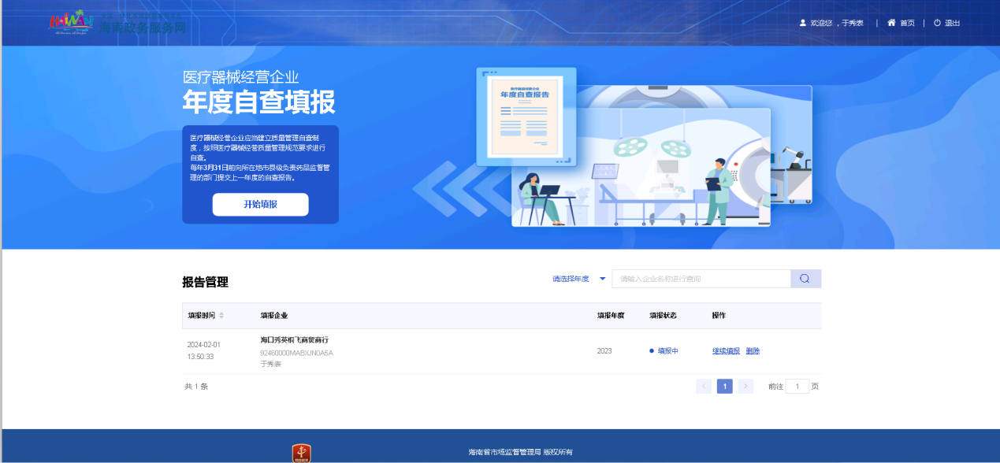 海南政务服务网
欢迎您，于秀表 | 首页 | 退出
医疗器械经营企业
年度自查填报
医疗器械经营企业应当建立质量管理自查制
度，按照医疗器械经营质量管理规范要求进行
自查。
每年3月31日前向所在地市县级负责药品监督管
理的部门提交上一年度的自查报告。
开始填报
医疗器械经营企业
年度自查报告
报告管理
请选择年度
请输入企业名称进行查询
填报时间 填报企业 填报年度 填报状态 操作
2024-02-01
13:50:33
海口秀英桐飞商贸商行
92460000MABXJN0A5A
于秀表
2023
填报中
继续填报 删除
共 1 条
1
前往 1 页
海南省市场监督管理局 版权所有